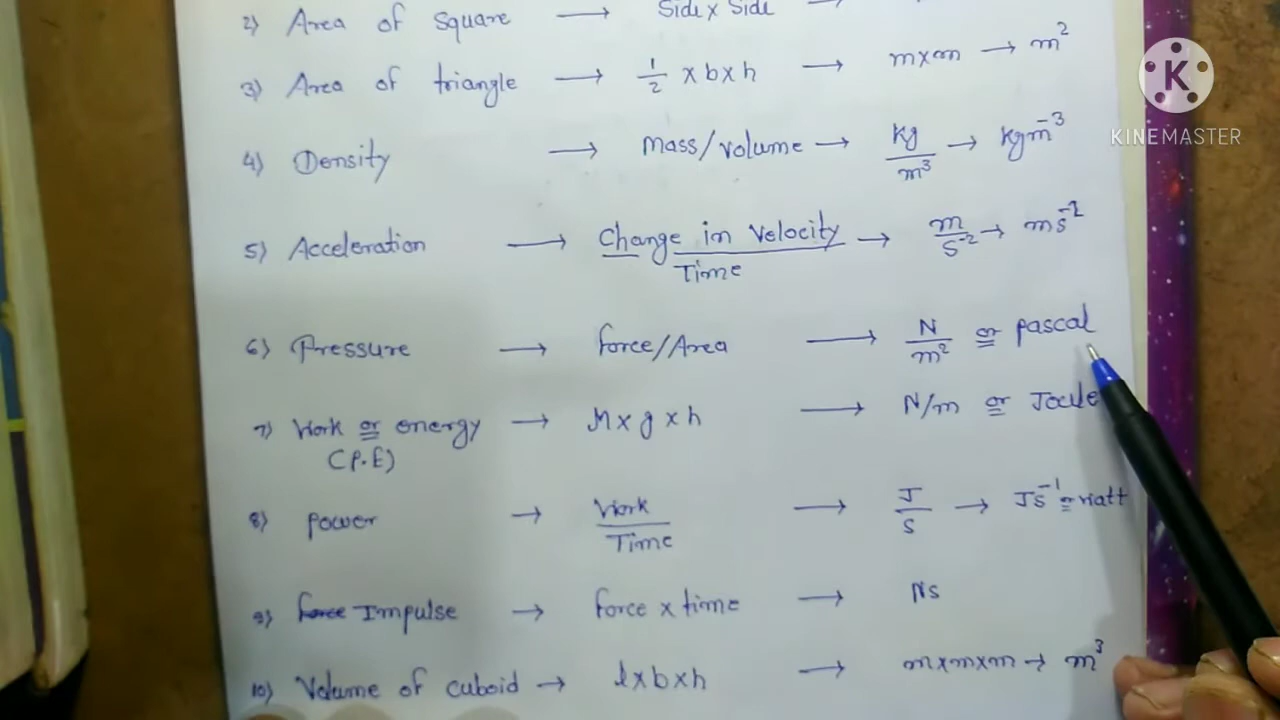 2) Area of Square → Side x Side →
3) Area of triangle → 1/2 x b x h → m x m → m²
4) Density → Mass/volume → Kg/m³ → Kgm⁻³
5) Acceleration → Change in Velocity/Time → m/s⁻² → ms⁻²
6) Pressure → force/Area → N/m² or pascal
7) Work or energy → M x g x h → N/m or Joule
(P.E)
8) power → Work/Time → J/s → Js⁻¹ or watt
9) force Impulse → force x time → Ns
10) Volume of cuboid → l x b x h → m x m x m → m³
K
KINEMASTER